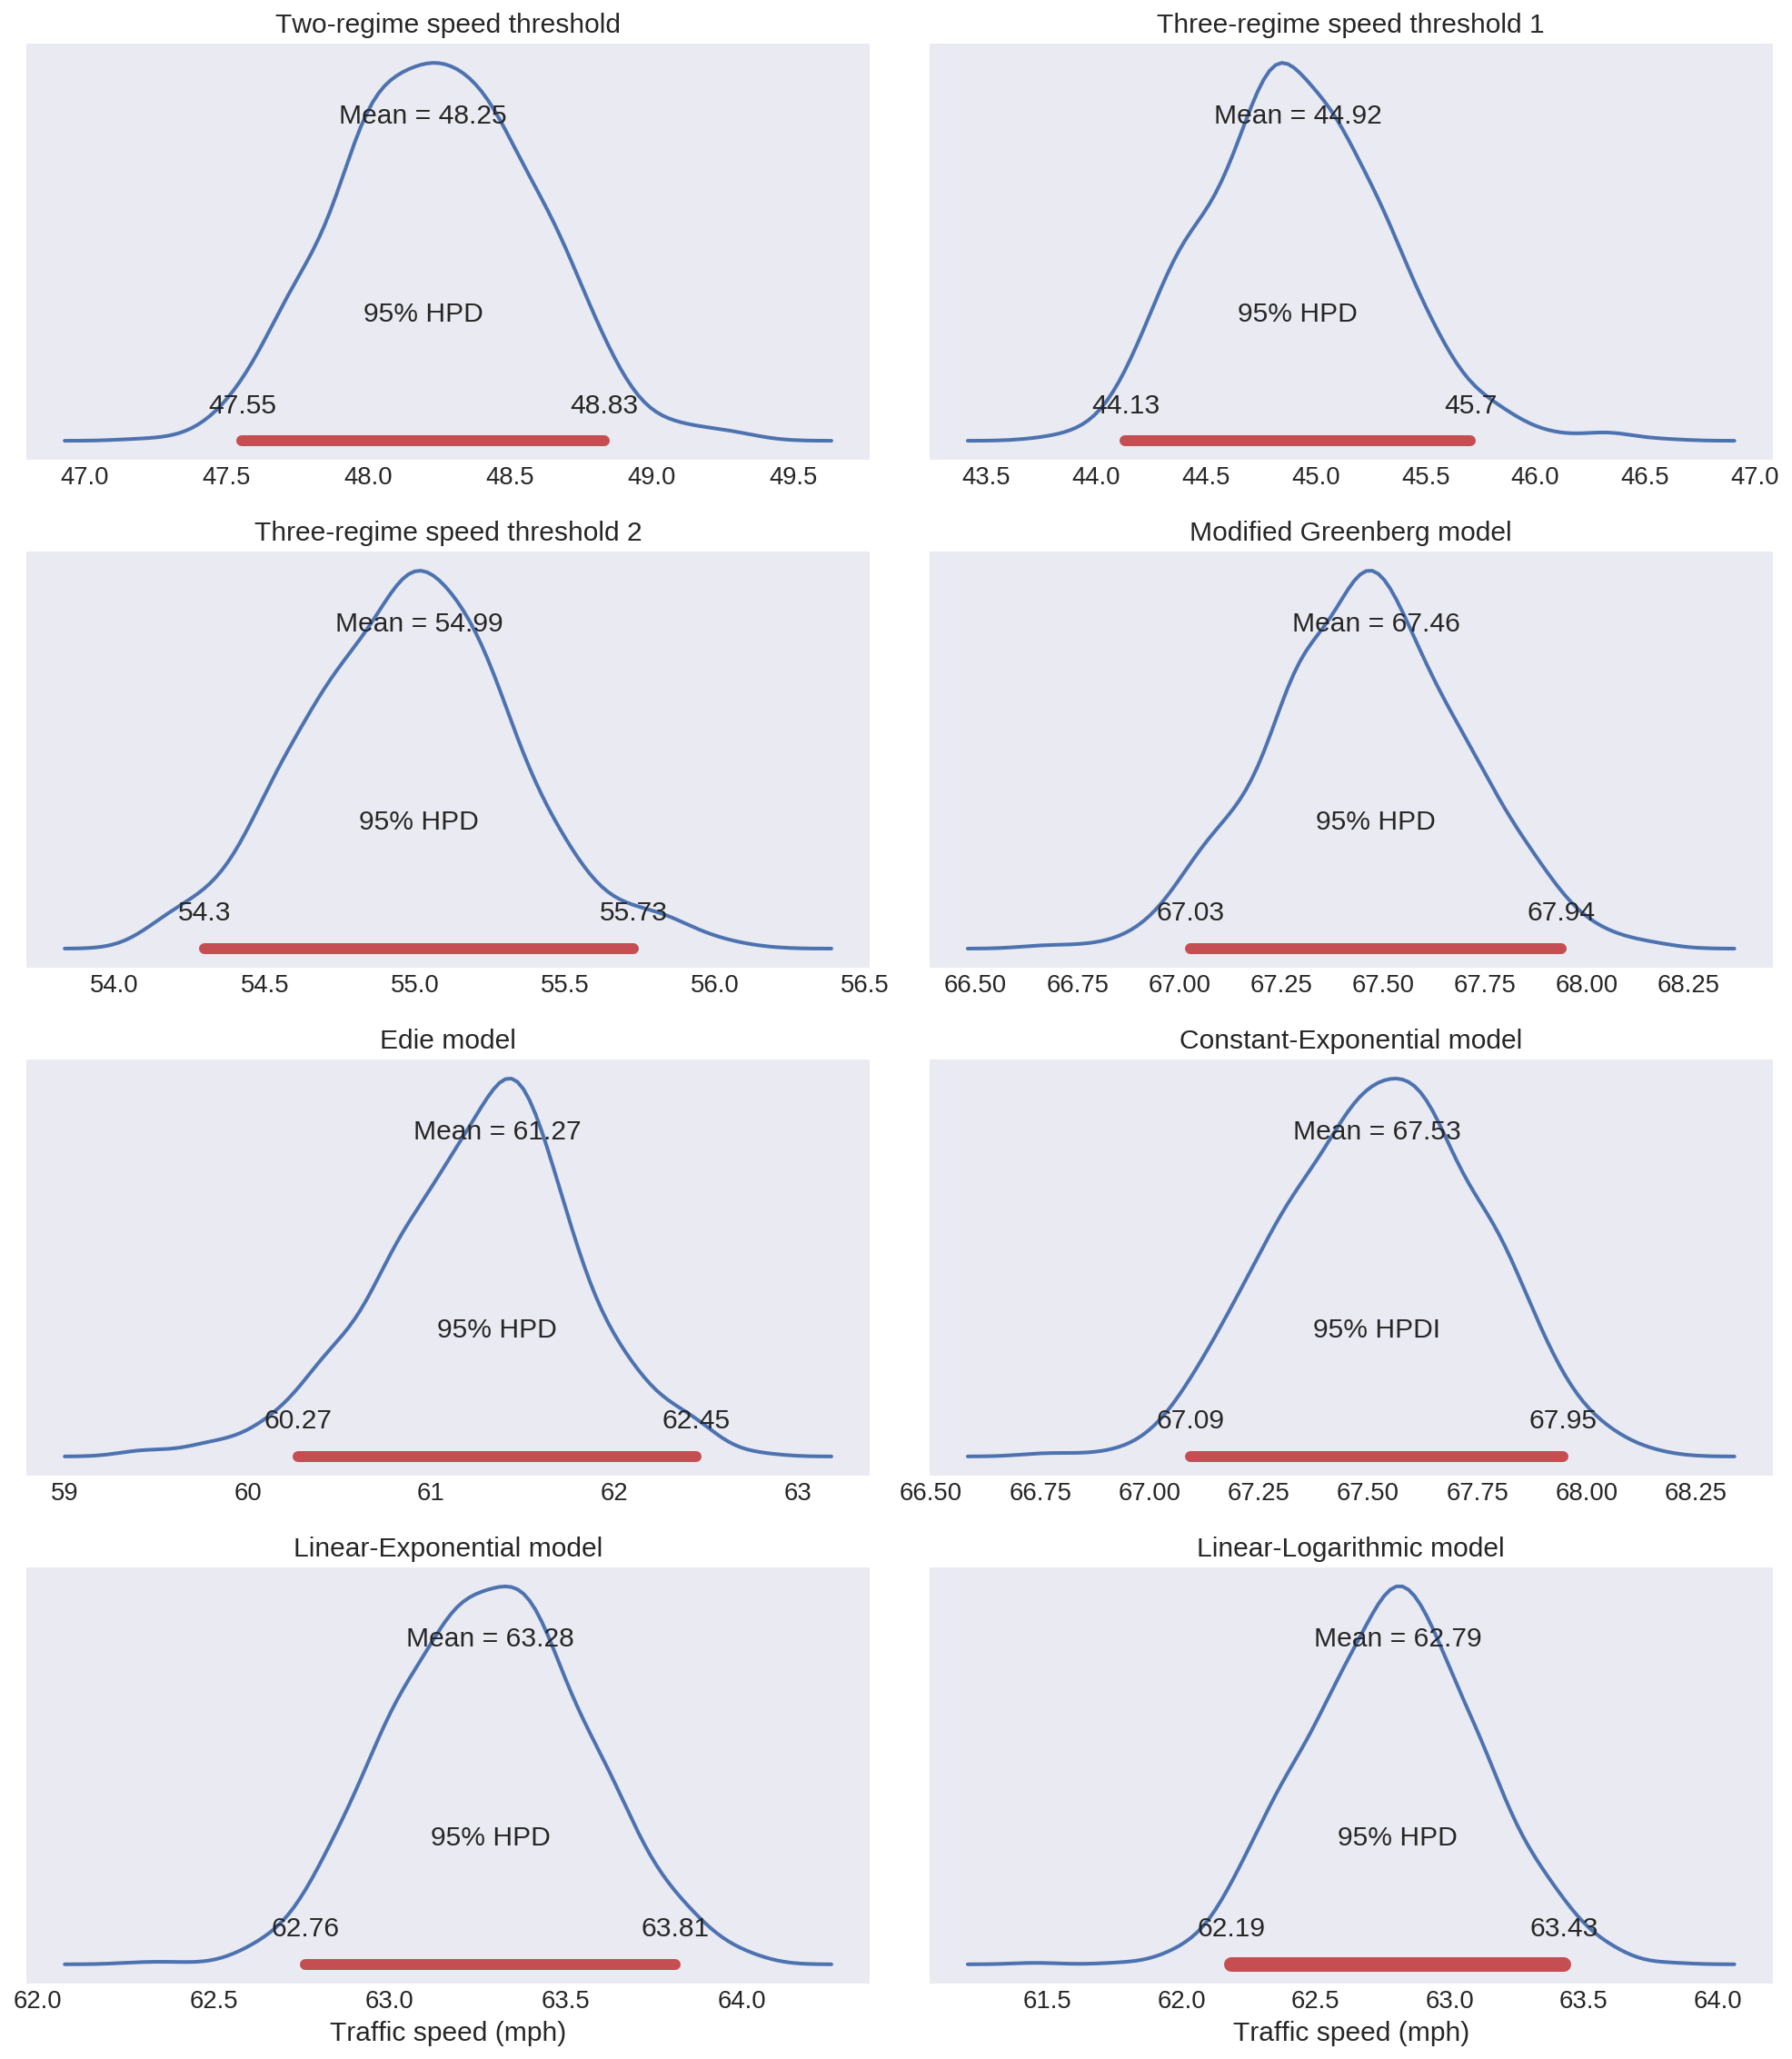 Two-regime speed threshold
Mean = 48.25
95% HPD
47.55 48.83
47.0 47.5 48.0 48.5 49.0 49.5
Three-regime speed threshold 1
Mean = 44.92
95% HPD
44.13 45.7
43.5 44.0 44.5 45.0 45.5 46.0 46.5 47.0
Three-regime speed threshold 2
Mean = 54.99
95% HPD
54.3 55.73
54.0 54.5 55.0 55.5 56.0 56.5
Modified Greenberg model
Mean = 67.46
95% HPD
67.03 67.94
66.50 66.75 67.00 67.25 67.50 67.75 68.00 68.25
Edie model
Mean = 61.27
95% HPD
60.27 62.45
59 60 61 62 63
Constant-Exponential model
Mean = 67.53
95% HPDI
67.09 67.95
66.50 66.75 67.00 67.25 67.50 67.75 68.00 68.25
Linear-Exponential model
Mean = 63.28
95% HPD
62.76 63.81
62.0 62.5 63.0 63.5 64.0
Traffic speed (mph)
Linear-Logarithmic model
Mean = 62.79
95% HPD
62.19 63.43
61.5 62.0 62.5 63.0 63.5 64.0
Traffic speed (mph)